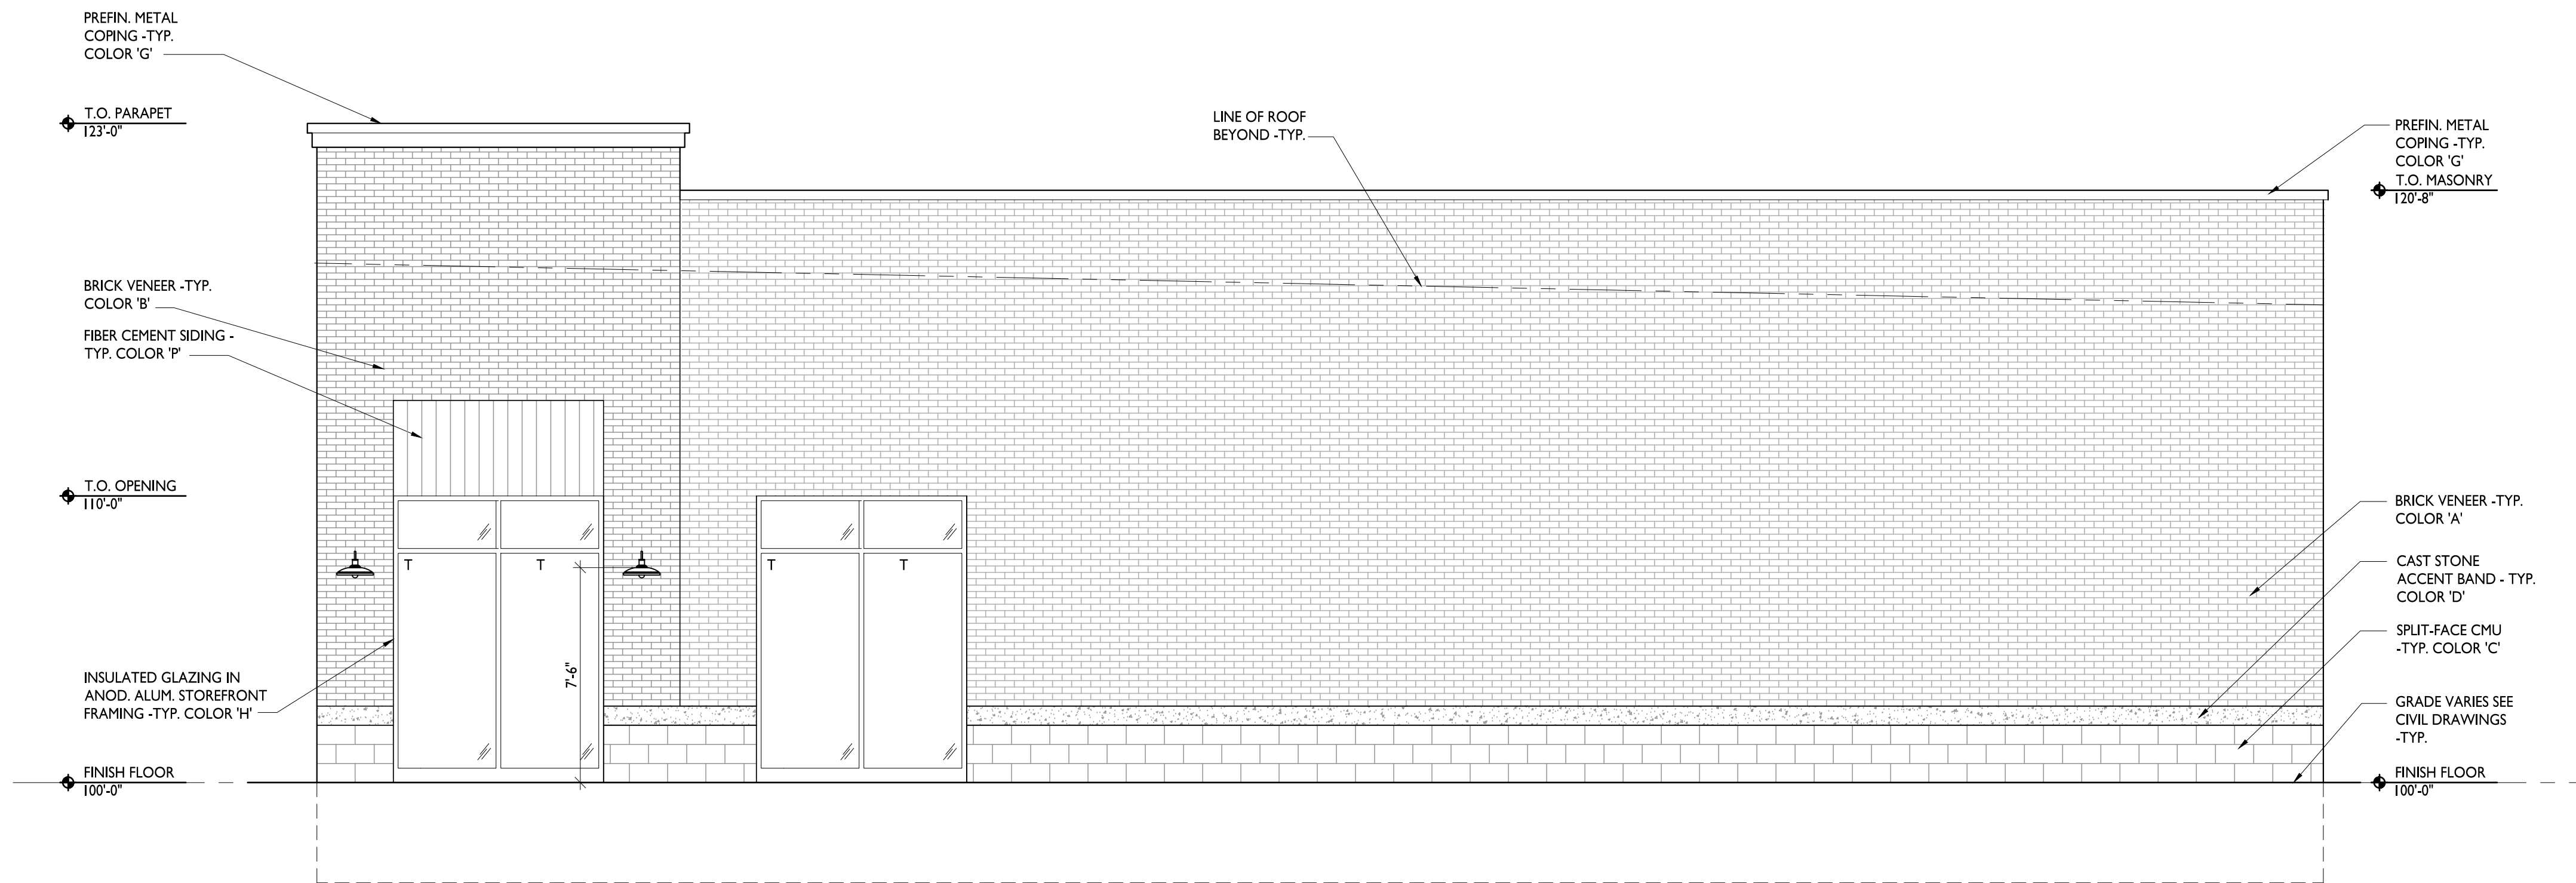 PREFIN. METAL
COPING -TYP.
COLOR 'G'
T.O. PARAPET
123'-0"
BRICK VENEER -TYP.
COLOR 'B'
FIBER CEMENT SIDING -
TYP. COLOR 'P'
T.O. OPENING
110'-0"
INSULATED GLAZING IN
ANOD. ALUM. STOREFRONT
FRAMING -TYP. COLOR 'H'
FINISH FLOOR
100'-0"
T
T
7'-6"
T
T
LINE OF ROOF
BEYOND -TYP.
PREFIN. METAL
COPING -TYP.
COLOR 'G'
T.O. MASONRY
120'-8"
BRICK VENEER -TYP.
COLOR 'A'
CAST STONE
ACCENT BAND - TYP.
COLOR 'D'
SPLIT-FACE CMU
-TYP. COLOR 'C'
GRADE VARIES SEE
CIVIL DRAWINGS
-TYP.
FINISH FLOOR
100'-0"